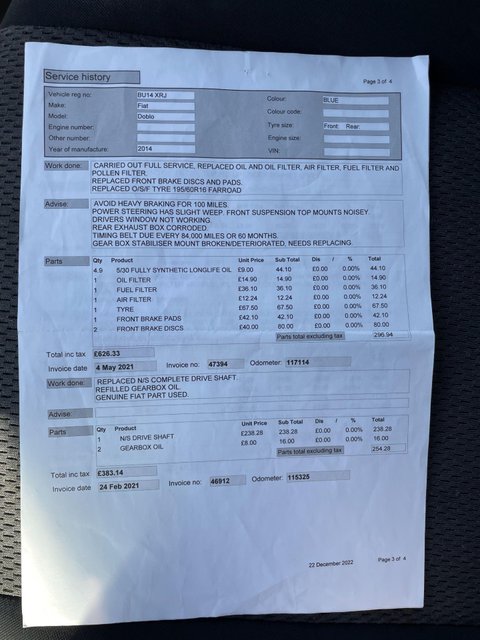 Service history
Page 3 of 4
Vehicle reg no: BU14 XRJ Colour: BLUE
Make: Fiat Colour code:
Model: Doblo Tyre size: Front: Rear:
Engine number: Engine size:
Other number: VIN:
Year of manufacture: 2014
Work done: CARRIED OUT FULL SERVICE, REPLACED OIL AND OIL FILTER, AIR FILTER, FUEL FILTER AND
POLLEN FILTER.
REPLACED FRONT BRAKE DISCS AND PADS.
REPLACED O/S/F TYRE 195/60R16 FARROAD
Advise: AVOID HEAVY BRAKING FOR 100 MILES.
POWER STEERING HAS SLIGHT WEEP. FRONT SUSPENSION TOP MOUNTS NOISEY.
DRIVERS WINDOW NOT WORKING.
REAR EXHAUST BOX CORRODED.
TIMING BELT DUE EVERY 84,000 MILES OR 60 MONTHS.
GEAR BOX STABILISER MOUNT BROKEN/DETERIORATED, NEEDS REPLACING.
Parts Qty Product Unit Price Sub Total Dis / % Total
4.9 5/30 FULLY SYNTHETIC LONGLIFE OIL £9.00 44.10 £0.00 0.00% 44.10
1 OIL FILTER £14.90 14.90 £0.00 0.00% 14.90
1 FUEL FILTER £36.10 36.10 £0.00 0.00% 36.10
1 AIR FILTER £12.24 12.24 £0.00 0.00% 12.24
1 TYRE £67.50 67.50 £0.00 0.00% 67.50
1 FRONT BRAKE PADS £42.10 42.10 £0.00 0.00% 42.10
2 FRONT BRAKE DISCS £40.00 80.00 £0.00 0.00% 80.00
Parts total excluding tax 296.94
Total inc tax £626.33
Invoice date 4 May 2021 Invoice no: 47394 Odometer: 117114
Work done: REPLACED N/S COMPLETE DRIVE SHAFT.
REFILLED GEARBOX OIL.
GENUINE FIAT PART USED.
Advise:
Parts Qty Product Unit Price Sub Total Dis / % Total
1 N/S DRIVE SHAFT £238.28 238.28 £0.00 0.00% 238.28
2 GEARBOX OIL £8.00 16.00 £0.00 0.00% 16.00
Parts total excluding tax 254.28
Total inc tax £383.14
Invoice date 24 Feb 2021 Invoice no: 46912 Odometer: 115325
22 December 2022 Page 3 of 4